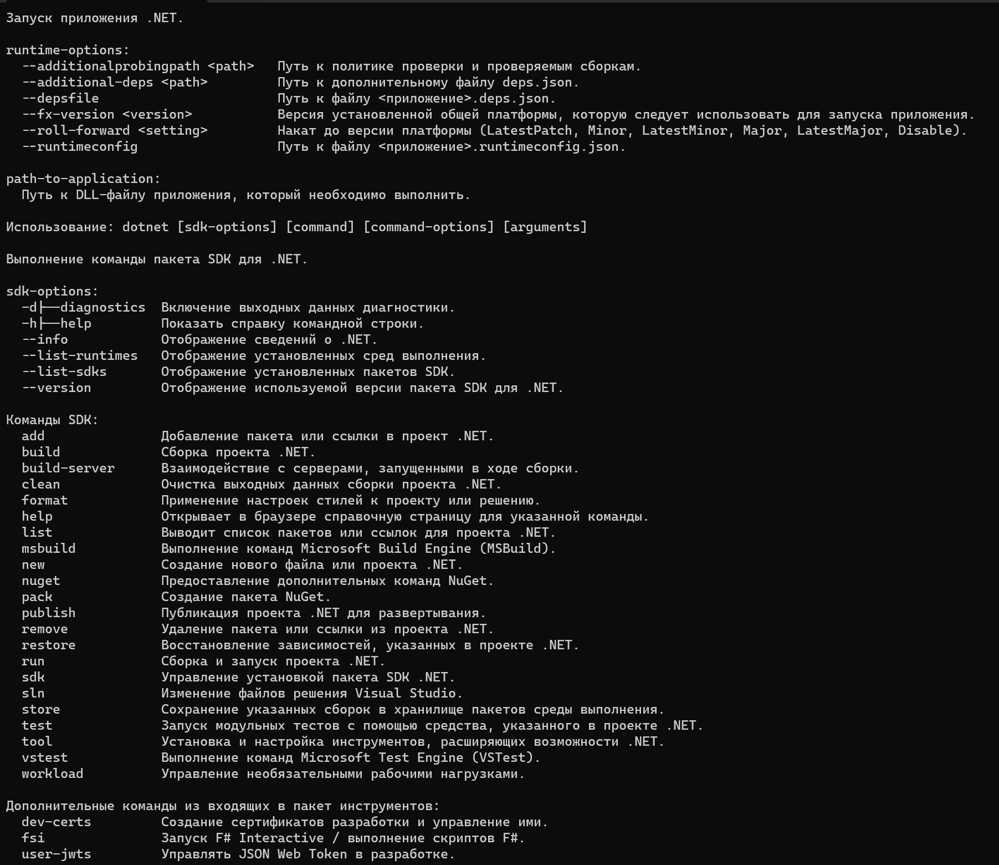 Запуск приложения .NET.
runtime-options:
--additionalprobingpath <path>   Путь к политике проверки и проверяемым сборкам.
--additional-deps <path>         Путь к дополнительному файлу deps.json.
--depsfile                       Путь к файлу <приложение>.deps.json.
--fx-version <version>           Версия установленной общей платформы, которую следует использовать для запуска приложения.
--roll-forward <setting>         Накат до версии платформы (LatestPatch, Minor, LatestMinor, Major, LatestMajor, Disable).
--runtimeconfig                  Путь к файлу <приложение>.runtimeconfig.json.
path-to-application:
Путь к DLL-файлу приложения, который необходимо выполнить.
Использование: dotnet [sdk-options] [command] [command-options] [arguments]
Выполнение команды пакета SDK для .NET.
sdk-options:
-d├──diagnostics  Включение выходных данных диагностики.
-h├──help         Показать справку командной строки.
--info            Отображение сведений о .NET.
--list-runtimes   Отображение установленных сред выполнения.
--list-sdks       Отображение установленных пакетов SDK.
--version         Отображение используемой версии пакета SDK для .NET.
Команды SDK:
add               Добавление пакета или ссылки в проект .NET.
build             Сборка проекта .NET.
build-server      Взаимодействие с серверами, запущенными в ходе сборки.
clean             Очистка выходных данных сборки проекта .NET.
format            Применение настроек стилей к проекту или решению.
help              Открывает в браузере справочную страницу для указанной команды.
list              Выводит список пакетов или ссылок для проекта .NET.
msbuild           Выполнение команд Microsoft Build Engine (MSBuild).
new               Создание нового файла или проекта .NET.
nuget             Предоставление дополнительных команд NuGet.
pack              Создание пакета NuGet.
publish           Публикация проекта .NET для развертывания.
remove            Удаление пакета или ссылки из проекта .NET.
restore           Восстановление зависимостей, указанных в проекте .NET.
run               Сборка и запуск проекта .NET.
sdk               Управление установкой пакета SDK .NET.
sln               Изменение файлов решения Visual Studio.
store             Сохранение указанных сборок в хранилище пакетов среды выполнения.
test              Запуск модульных тестов с помощью средства, указанного в проекте .NET.
tool              Установка и настройка инструментов, расширяющих возможности .NET.
vstest            Выполнение команд Microsoft Test Engine (VSTest).
workload          Управление необязательными рабочими нагрузками.
Дополнительные команды из входящих в пакет инструментов:
dev-certs         Создание сертификатов разработки и управление ими.
fsi               Запуск F# Interactive / выполнение скриптов F#.
user-jwts         Управлять JSON Web Token в разработке.